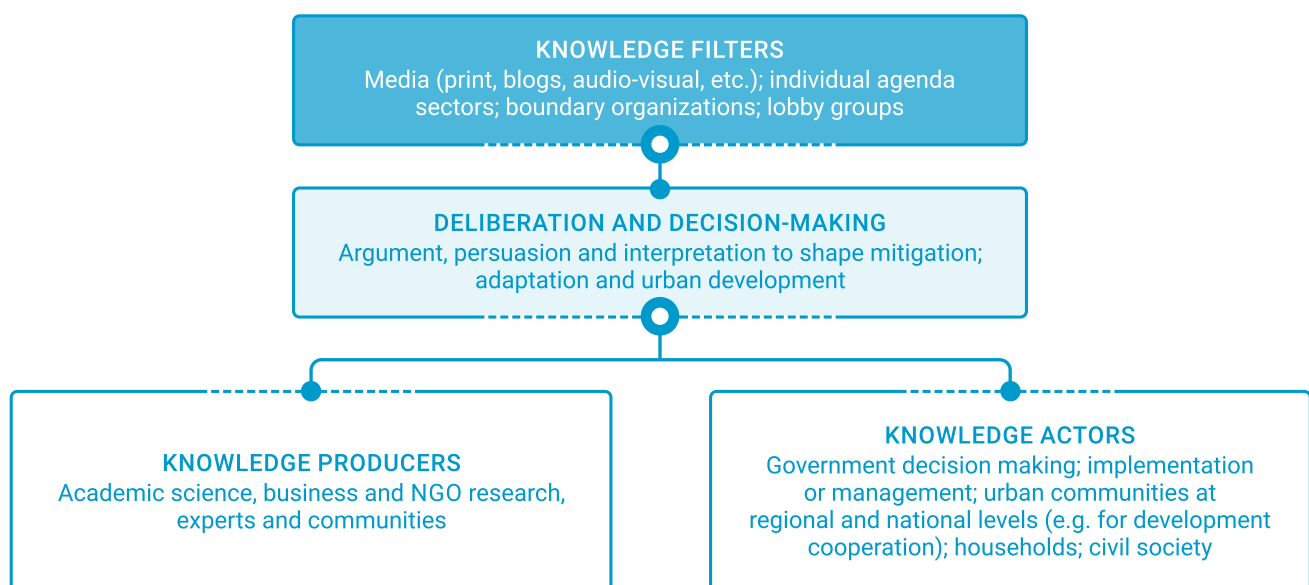 KNOWLEDGE FILTERS
Media (print, blogs, audio-visual, etc.); individual agenda
sectors; boundary organizations; lobby groups
DELIBERATION AND DECISION-MAKING
Argument, persuasion and interpretation to shape mitigation;
adaptation and urban development
KNOWLEDGE PRODUCERS
Academic science, business and NGO research,
experts and communities
KNOWLEDGE ACTORS
Government decision making; implementation
or management; urban communities at
regional and national levels (e.g. for development
cooperation); households; civil society